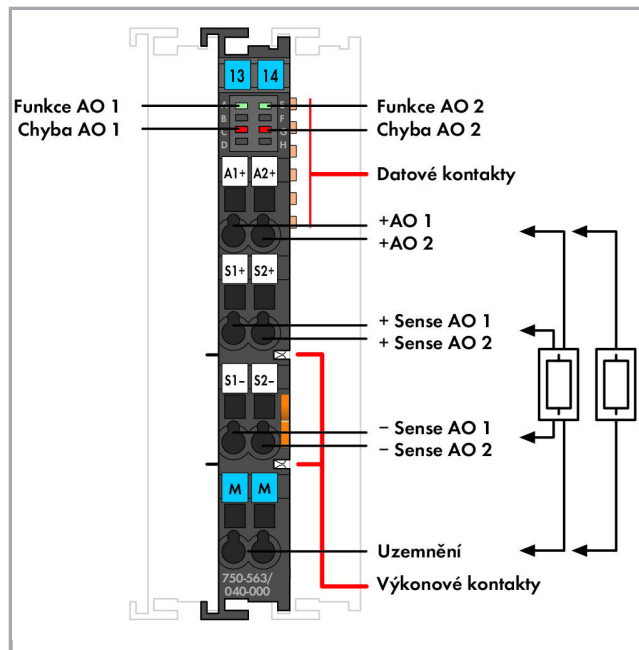 13 14
Funkce AO 1
A E
Funkce AO 2
B F
Chyba AO 1
C G
Chyba AO 2
D H
A1+ A2+
Datové kontakty
+AO 1
+AO 2
S1+ S2+
+ Sense AO 1
+ Sense AO 2
S1– S2–
– Sense AO 1
– Sense AO 2
M M
Uzemnění
750-563/
040-000
Výkonové kontakty